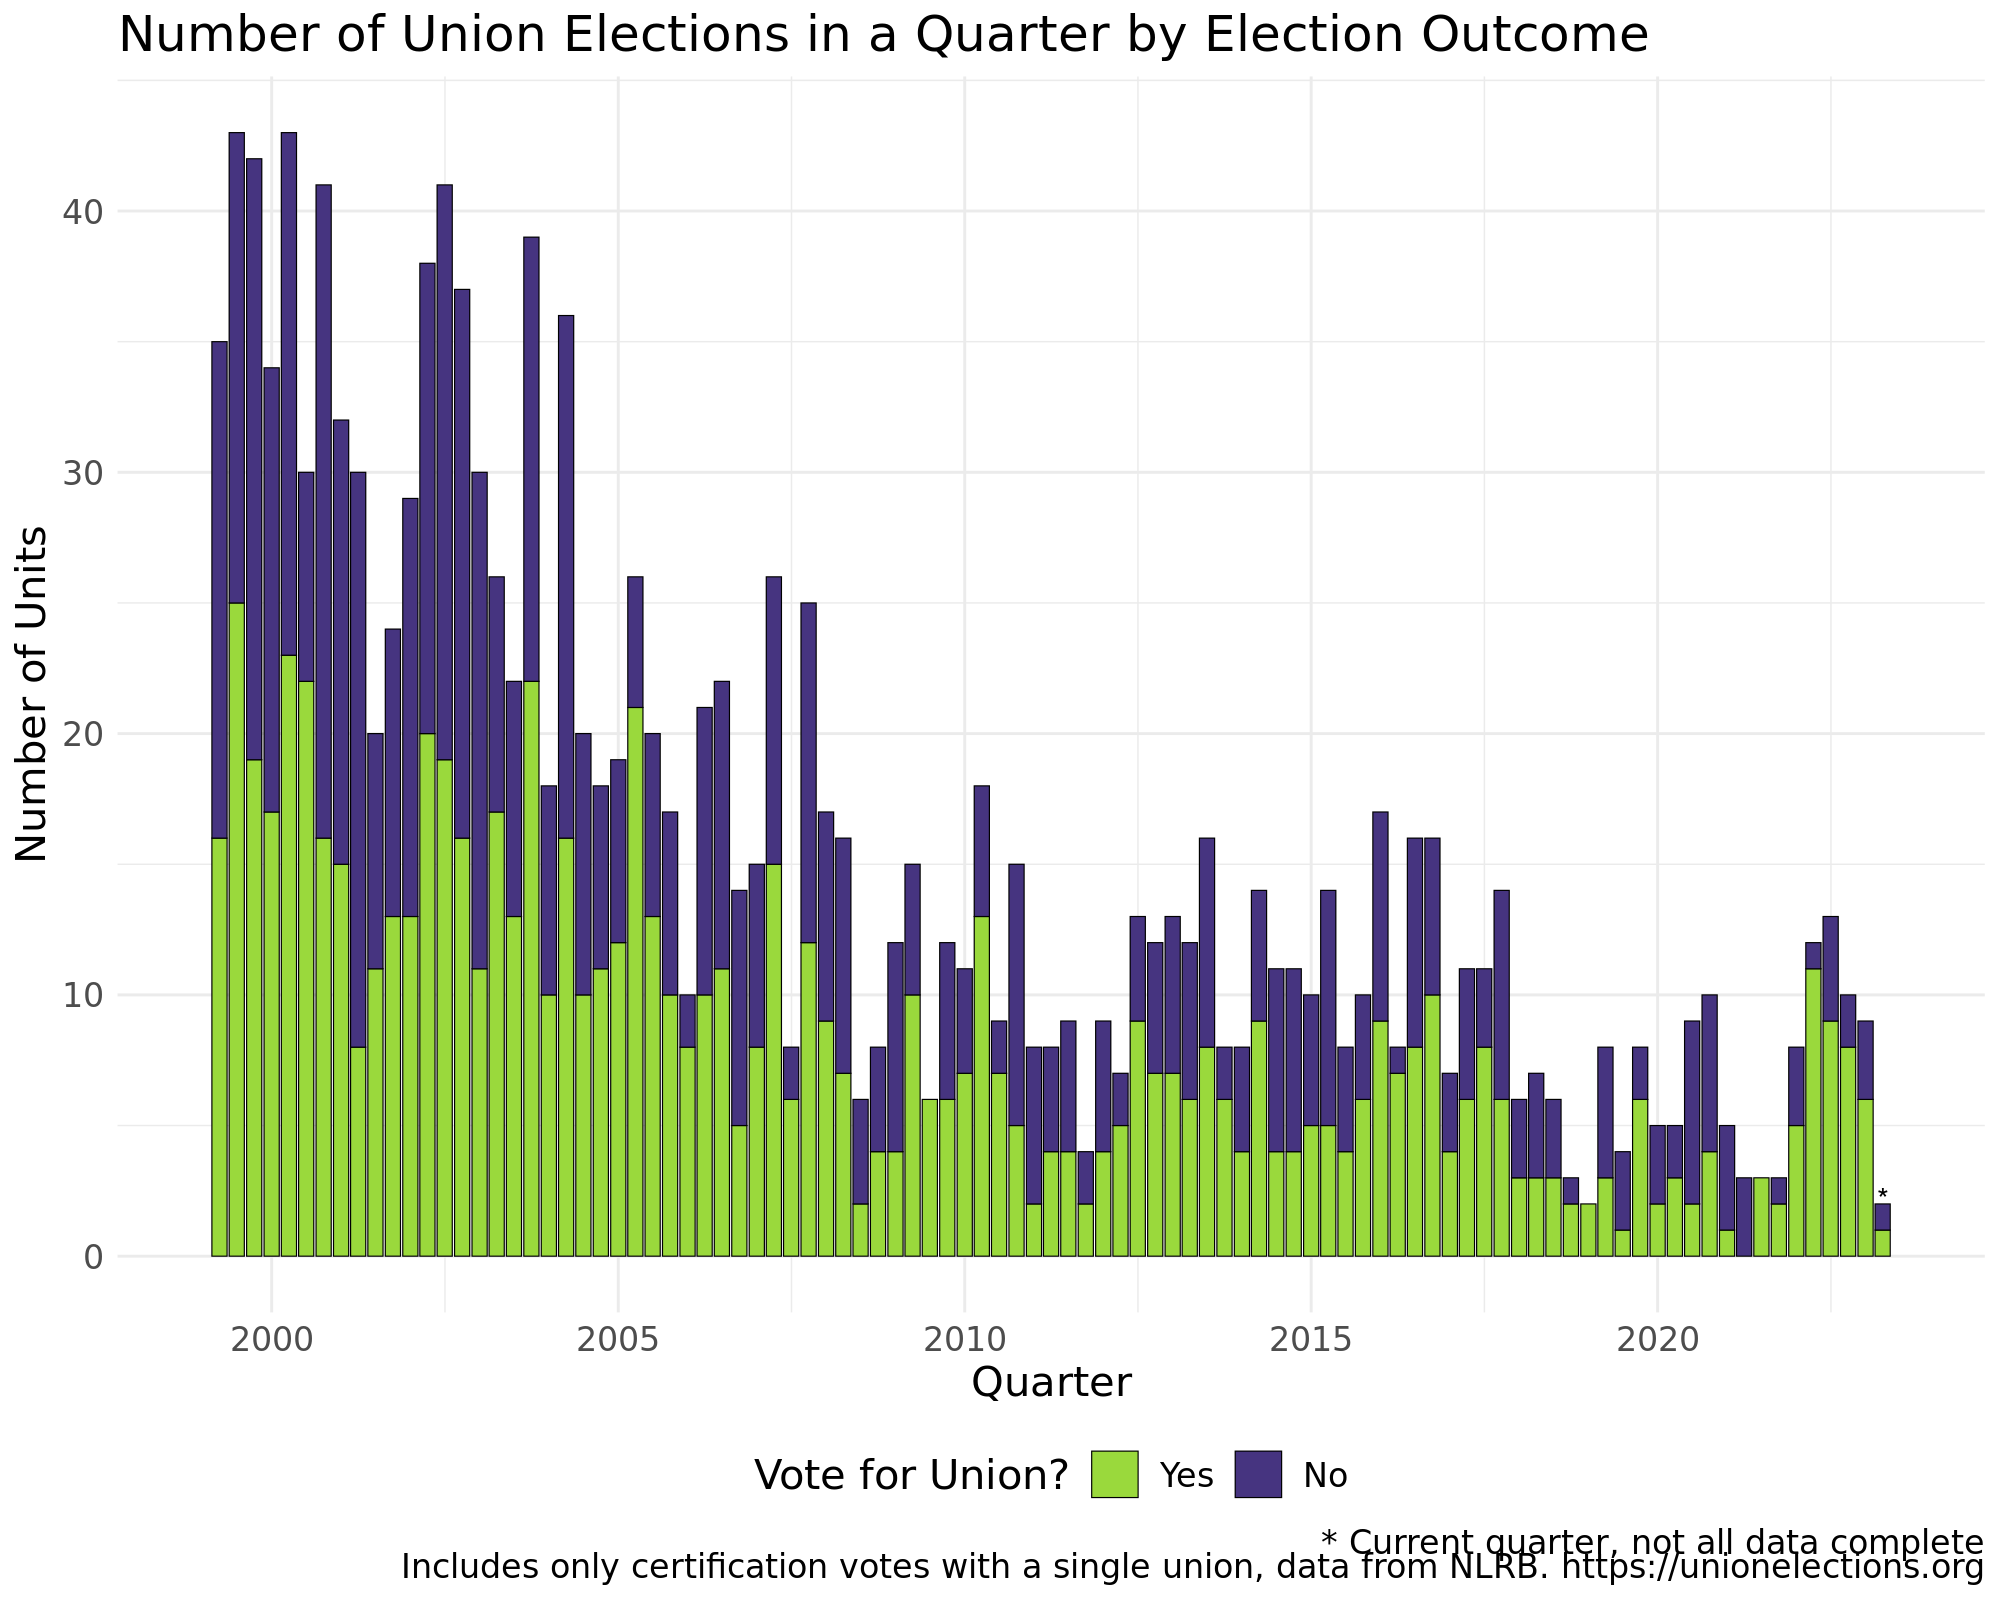 Number of Union Elections in a Quarter by Election Outcome
Number of Units
40
30
20
10
0
*
2000 2005 2010 2015 2020
Quarter
Vote for Union? Yes No
* Current quarter, not all data complete
Includes only certification votes with a single union, data from NLRB. https://unionelections.org